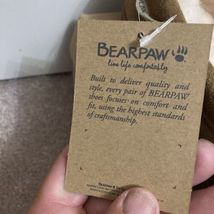 BEARPAW
live life comfortably
Built to deliver quality and
style, every pair of BEARPAW
shoes focuses on comfort and
fit, using the highest standards
of craftsmanship.